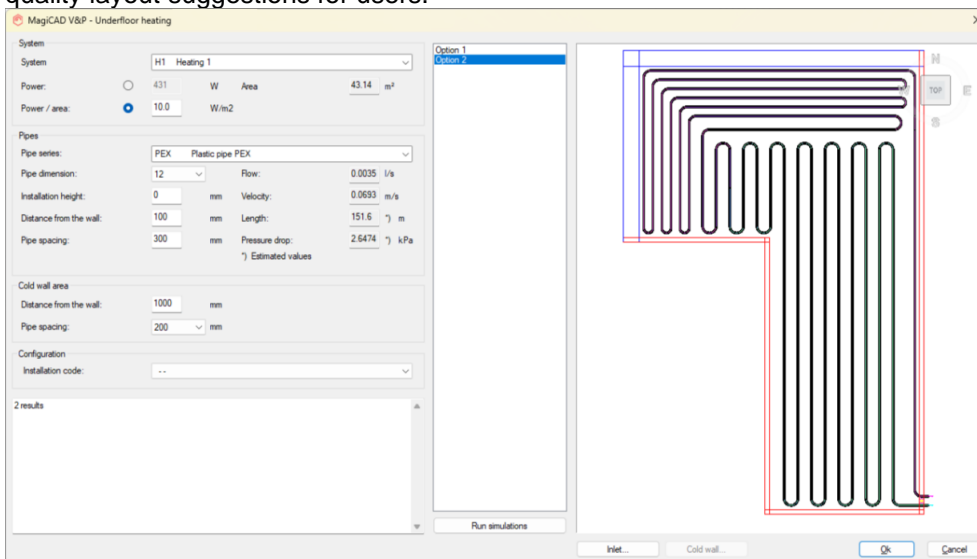 quality layout suggestions for users.
MagiCAD V&P - Underfloor heating
System
System H1 Heating 1
Power: 431 W Area 43.14 m²
Power / area: 10.0 W/m2
Pipes
Pipe series: PEX Plastic pipe PEX
Pipe dimension: 12 Flow: 0.0035 l/s
Installation height: 0 mm Velocity: 0.0693 m/s
Distance from the wall: 100 mm Length: 151.6 *) m
Pipe spacing: 300 mm Pressure drop: 2.6474 *) kPa
*) Estimated values
Cold wall area
Distance from the wall: 1000 mm
Pipe spacing: 200 mm
Configuration
Installation code: --
2 results
Option 1
Option 2
Run simulations
N
W TOP E
S
Inlet... Cold wall... Ok Cancel